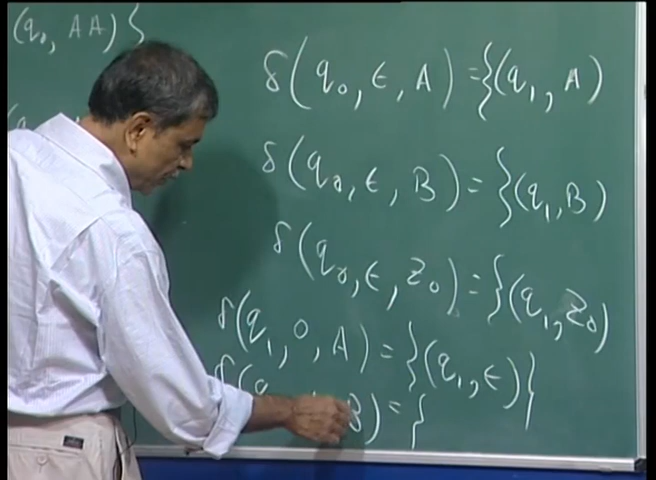 (q₀, AA)}
δ(q₀, ε, A) = {(q₁, A)
δ(q₀, ε, B) = {(q₁, B)
δ(q₀, ε, Z₀) = {(q₁, Z₀)
δ(q₁, 0, A) = {(q₁, ε)}
δ(q B) = {